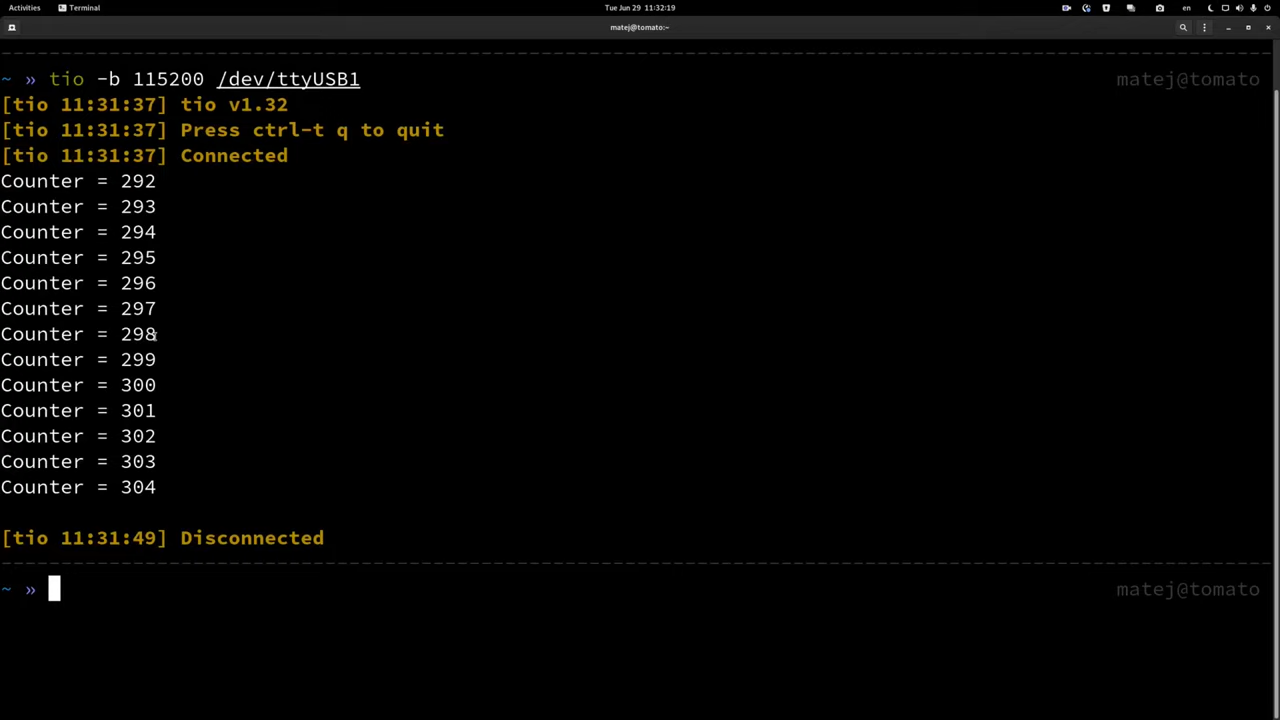 Activities Terminal Tue Jun 29 11:32:19 en
matej@tomato:~
~ » tio -b 115200 /dev/ttyUSB1 matej@tomato
[tio 11:31:37] tio v1.32
[tio 11:31:37] Press ctrl-t q to quit
[tio 11:31:37] Connected
Counter = 292
Counter = 293
Counter = 294
Counter = 295
Counter = 296
Counter = 297
Counter = 298
Counter = 299
Counter = 300
Counter = 301
Counter = 302
Counter = 303
Counter = 304
[tio 11:31:49] Disconnected
~ » matej@tomato